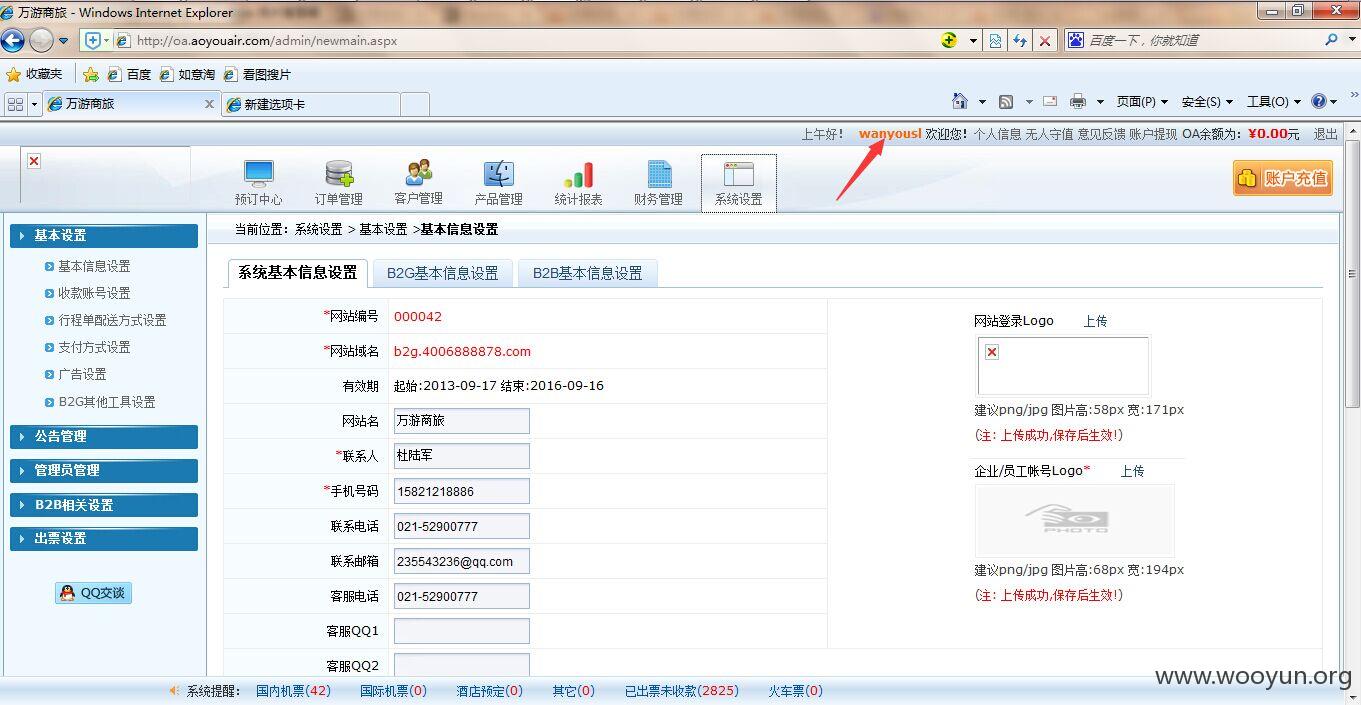 万游商旅 - Windows Internet Explorer
http://oa.aoyouair.com/admin/newmain.aspx
百度一下，你就知道
收藏夹 百度 如意淘 看图搜片
万游商旅 新建选项卡 页面(P) 安全(S) 工具(O)
上午好！ wanyousl 欢迎您! 个人信息 无人守值 意见反馈 账户提现 OA余额为: ¥0.00元 退出
预订中心 订单管理 客户管理 产品管理 统计报表 财务管理 系统设置 账户充值
当前位置：系统设置 > 基本设置 >基本信息设置
基本设置
基本信息设置
收款账号设置
行程单配送方式设置
支付方式设置
广告设置
B2G其他工具设置
公告管理
管理员管理
B2B相关设置
出票设置
QQ交谈
系统基本信息设置 B2G基本信息设置 B2B基本信息设置
*网站编号 000042
*网站域名 b2g.4006888878.com
有效期 起始:2013-09-17 结束:2016-09-16
网站名 万游商旅
*联系人 杜陆军
*手机号码 15821218886
联系电话 021-52900777
联系邮箱 235543236@qq.com
客服电话 021-52900777
客服QQ1
客服QQ2
网站登录Logo 上传
建议png/jpg 图片高:58px 宽:171px
(注: 上传成功,保存后生效!)
企业/员工帐号Logo* 上传
PHOTO
建议png/jpg 图片高:68px 宽:194px
(注: 上传成功,保存后生效!)
系统提醒: 国内机票(42) 国际机票(0) 酒店预定(0) 其它(0) 已出票未收款(2825) 火车票(0)
www.wooyun.org